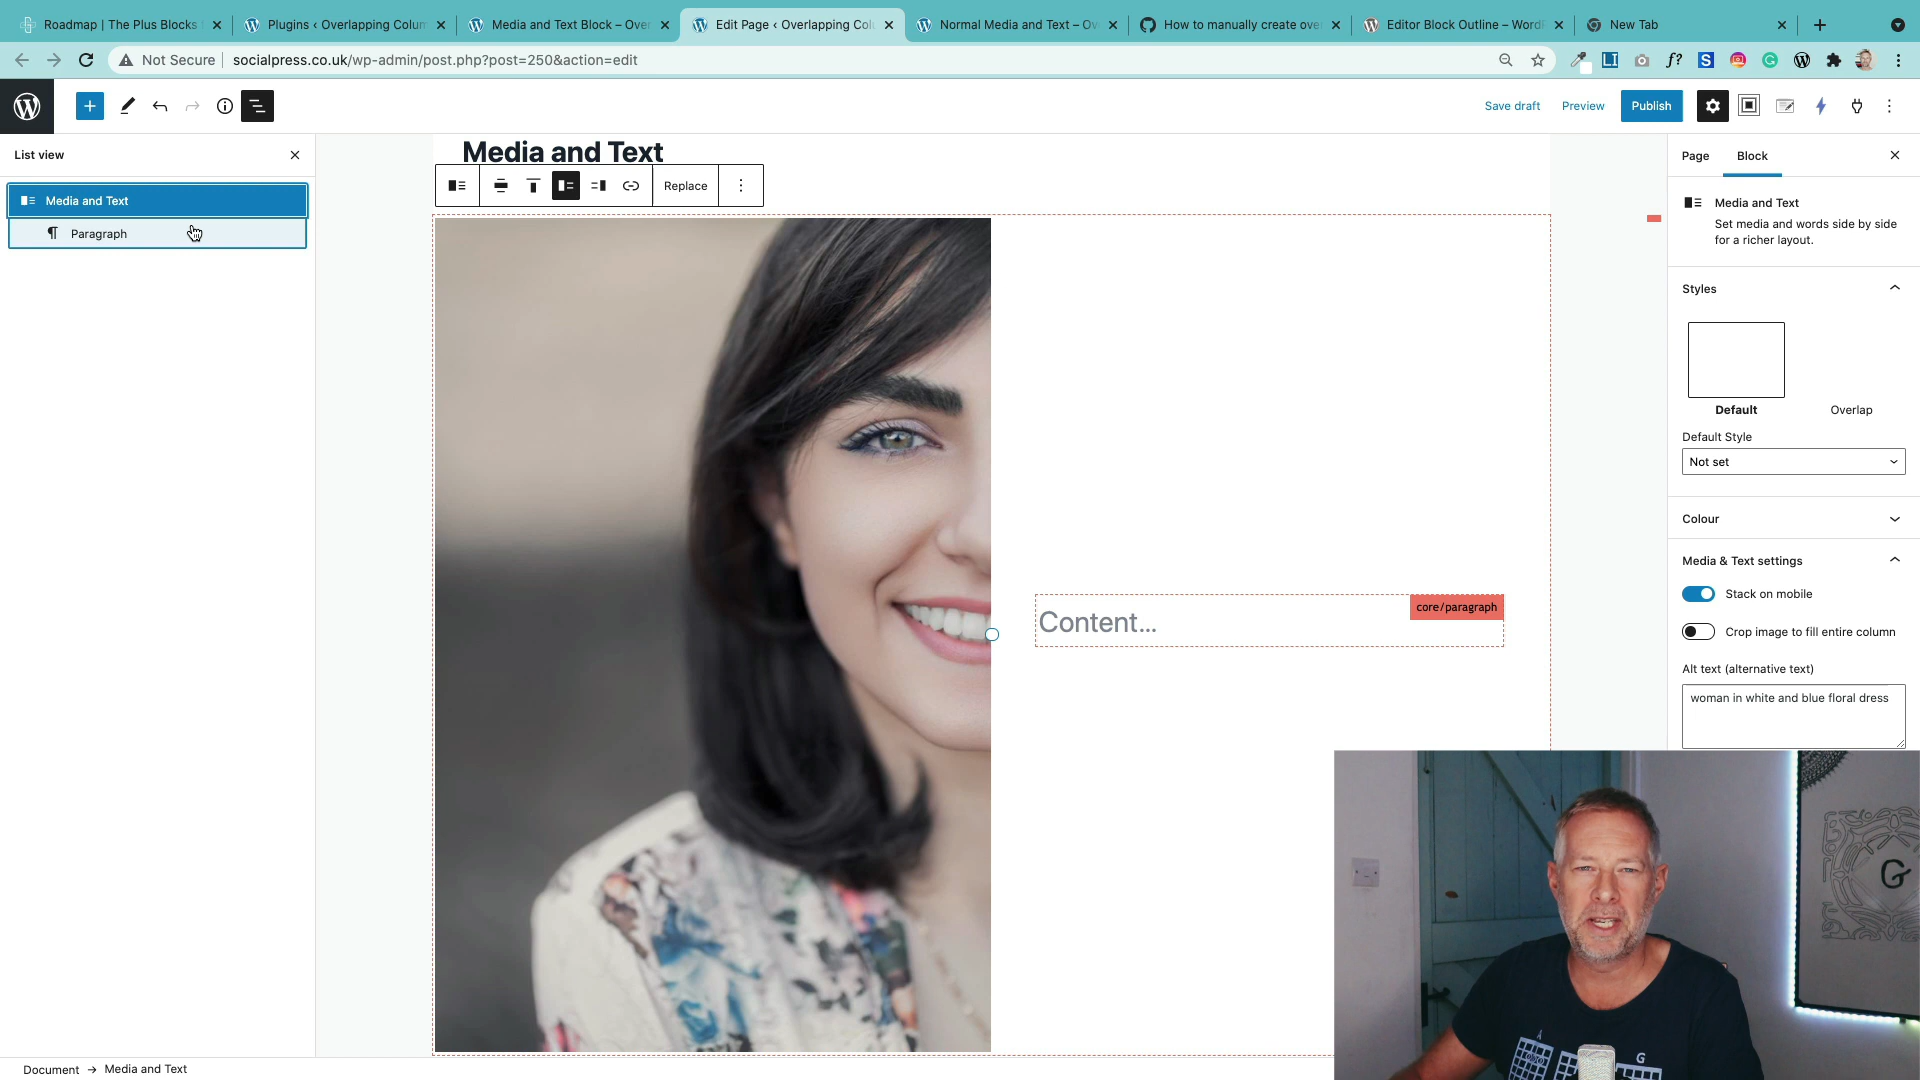 Roadmap | The Plus Blocks
Plugins ‹ Overlapping Colum
Media and Text Block – Over
Edit Page ‹ Overlapping Col
Normal Media and Text – Ov
How to manually create over
Editor Block Outline – WordP
New Tab
Not Secure
socialpress.co.uk/wp-admin/post.php?post=250&action=edit
Save draft
Preview
Publish
List view
Media and Text
Paragraph
Media and Text
Replace
core/paragraph
Content...
Page
Block
Media and Text
Set media and words side by side
for a richer layout.
Styles
Default
Overlap
Default Style
Not set
Colour
Media & Text settings
Stack on mobile
Crop image to fill entire column
Alt text (alternative text)
woman in white and blue floral dress
A
G
G
Document → Media and Text